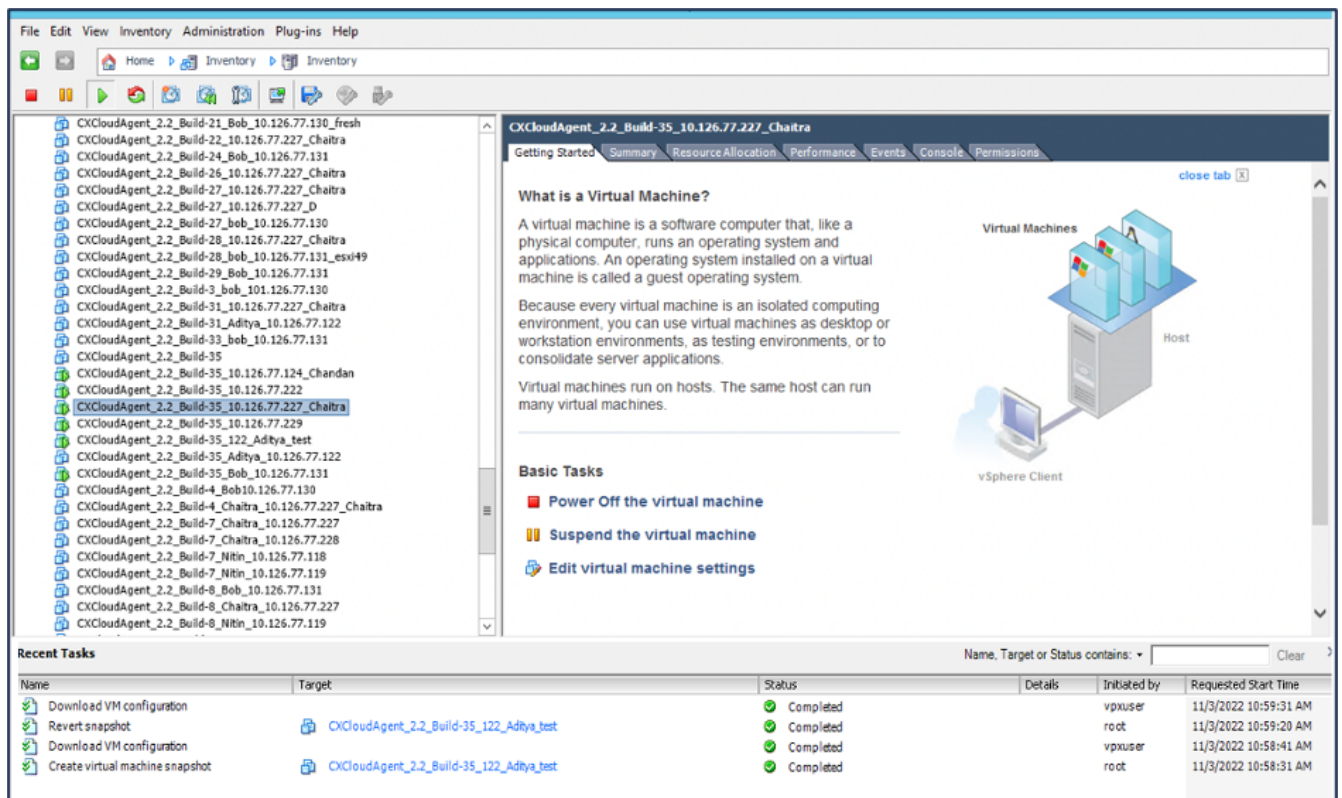 File Edit View Inventory Administration Plug-ins Help
Home Inventory Inventory
CXCloudAgent_2.2_Build-21_Bob_10.126.77.130_fresh
CXCloudAgent_2.2_Build-22_10.126.77.227_Chaitra
CXCloudAgent_2.2_Build-24_Bob_10.126.77.131
CXCloudAgent_2.2_Build-26_10.126.77.227_Chaitra
CXCloudAgent_2.2_Build-27_10.126.77.227_Chaitra
CXCloudAgent_2.2_Build-27_10.126.77.227_D
CXCloudAgent_2.2_Build-27_bob_10.126.77.130
CXCloudAgent_2.2_Build-28_10.126.77.227_Chaitra
CXCloudAgent_2.2_Build-28_bob_10.126.77.131_esxi49
CXCloudAgent_2.2_Build-29_Bob_10.126.77.131
CXCloudAgent_2.2_Build-3_bob_101.126.77.130
CXCloudAgent_2.2_Build-31_10.126.77.227_Chaitra
CXCloudAgent_2.2_Build-31_Aditya_10.126.77.122
CXCloudAgent_2.2_Build-33_bob_10.126.77.131
CXCloudAgent_2.2_Build-35
CXCloudAgent_2.2_Build-35_10.126.77.124_Chandan
CXCloudAgent_2.2_Build-35_10.126.77.222
CXCloudAgent_2.2_Build-35_10.126.77.227_Chaitra
CXCloudAgent_2.2_Build-35_10.126.77.229
CXCloudAgent_2.2_Build-35_122_Aditya_test
CXCloudAgent_2.2_Build-35_Aditya_10.126.77.122
CXCloudAgent_2.2_Build-35_Bob_10.126.77.131
CXCloudAgent_2.2_Build-4_Bob10.126.77.130
CXCloudAgent_2.2_Build-4_Chaitra_10.126.77.227_Chaitra
CXCloudAgent_2.2_Build-7_Chaitra_10.126.77.227
CXCloudAgent_2.2_Build-7_Chaitra_10.126.77.228
CXCloudAgent_2.2_Build-7_Nitin_10.126.77.118
CXCloudAgent_2.2_Build-7_Nitin_10.126.77.119
CXCloudAgent_2.2_Build-8_Bob_10.126.77.131
CXCloudAgent_2.2_Build-8_Chaitra_10.126.77.227
CXCloudAgent_2.2_Build-8_Nitin_10.126.77.119
CXCloudAgent_2.2_Build-35_10.126.77.227_Chaitra
Getting Started Summary Resource Allocation Performance Events Console Permissions
close tab X
What is a Virtual Machine?
A virtual machine is a software computer that, like a
physical computer, runs an operating system and
applications. An operating system installed on a virtual
machine is called a guest operating system.
Because every virtual machine is an isolated computing
environment, you can use virtual machines as desktop or
workstation environments, as testing environments, or to
consolidate server applications.
Virtual machines run on hosts. The same host can run
many virtual machines.
Virtual Machines
Host
vSphere Client
Basic Tasks
Power Off the virtual machine
Suspend the virtual machine
Edit virtual machine settings
Recent Tasks Name, Target or Status contains: Clear
Name Target Status Details Initiated by Requested Start Time
Download VM configuration Completed vpxuser 11/3/2022 10:59:31 AM
Revert snapshot CXCloudAgent_2.2_Build-35_122_Aditya_test Completed root 11/3/2022 10:59:20 AM
Download VM configuration Completed vpxuser 11/3/2022 10:58:41 AM
Create virtual machine snapshot CXCloudAgent_2.2_Build-35_122_Aditya_test Completed root 11/3/2022 10:58:31 AM